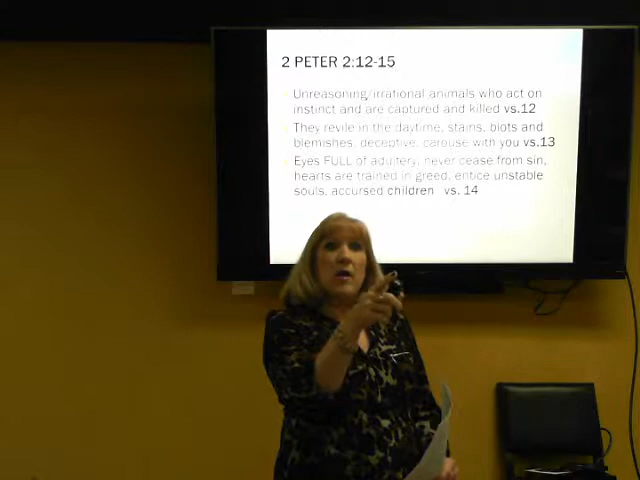 2 PETER 2:12-15
Unreasoning/irrational animals who act on
instinct and are captured and killed vs.12
They revile in the daytime, stains, blots and
blemishes, deceptive, carouse with you vs.13
Eyes FULL of adultery, never cease from sin,
hearts are trained in greed, entice unstable
souls, accursed children vs. 14